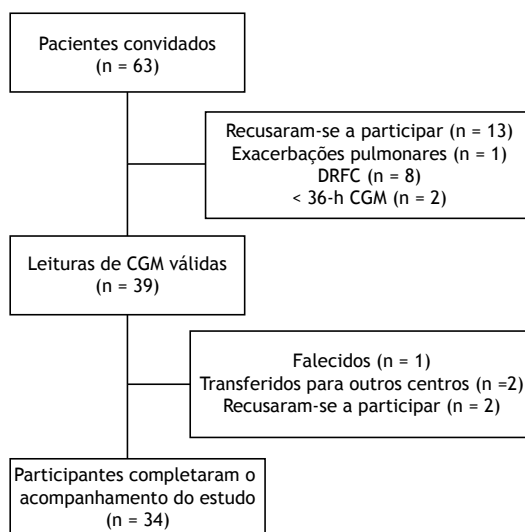 Pacientes convidados
(n = 63)
Recusaram-se a participar (n = 13)
Exacerbações pulmonares (n = 1)
DRFC (n = 8)
< 36-h CGM (n = 2)
Leituras de CGM válidas
(n = 39)
Falecidos (n = 1)
Transferidos para outros centros (n =2)
Recusaram-se a participar (n = 2)
Participantes completaram o
acompanhamento do estudo
(n = 34)